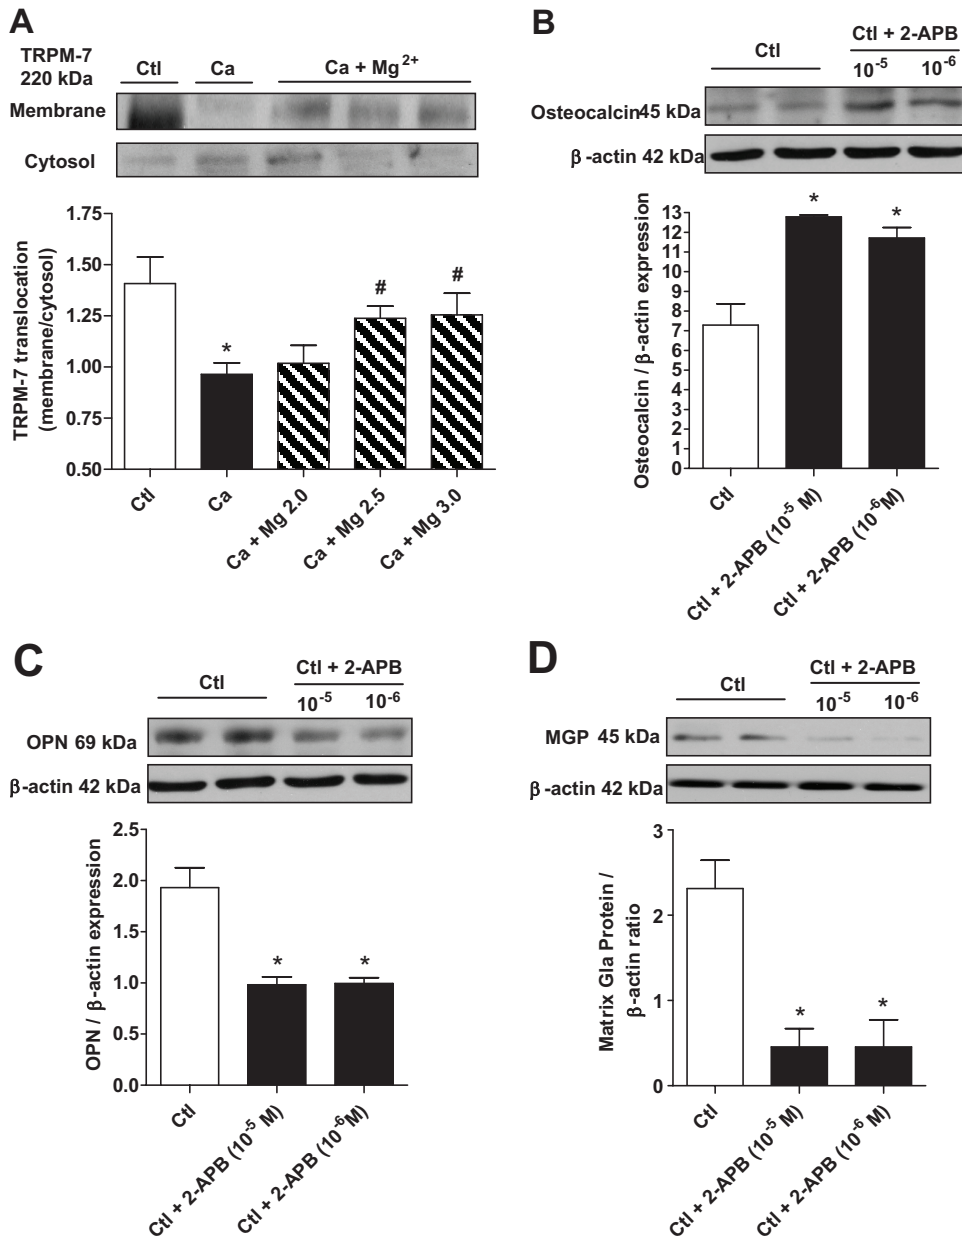 A
TRPM-7
220 kDa
Ctl
Ca
Ca + Mg²⁺
Membrane
Cytosol
TRPM-7 translocation
(membrane/cytosol)
1.75
1.50
1.25
1.00
0.75
0.50
*
#
#
Ctl
Ca
Ca + Mg 2.0
Ca + Mg 2.5
Ca + Mg 3.0
B
Ctl
Ctl + 2-APB
10⁻⁵
10⁻⁶
Osteocalcin 45 kDa
β-actin 42 kDa
Osteocalcin / β-actin expression
13
12
11
10
9
8
7
6
5
4
3
2
1
0
*
*
Ctl
Ctl + 2-APB (10⁻⁵ M)
Ctl + 2-APB (10⁻⁶M)
C
Ctl
Ctl + 2-APB
10⁻⁵
10⁻⁶
OPN 69 kDa
β-actin 42 kDa
OPN / β-actin expression
2.5
2.0
1.5
1.0
0.5
0.0
*
*
Ctl
Ctl + 2-APB (10⁻⁵ M)
Ctl + 2-APB (10⁻⁶M)
D
Ctl
Ctl + 2-APB
10⁻⁵
10⁻⁶
MGP 45 kDa
β-actin 42 kDa
Matrix Gla Protein /
β-actin ratio
3
2
1
0
*
*
Ctl
Ctl + 2-APB (10⁻⁵ M)
Ctl + 2-APB (10⁻⁶ M)